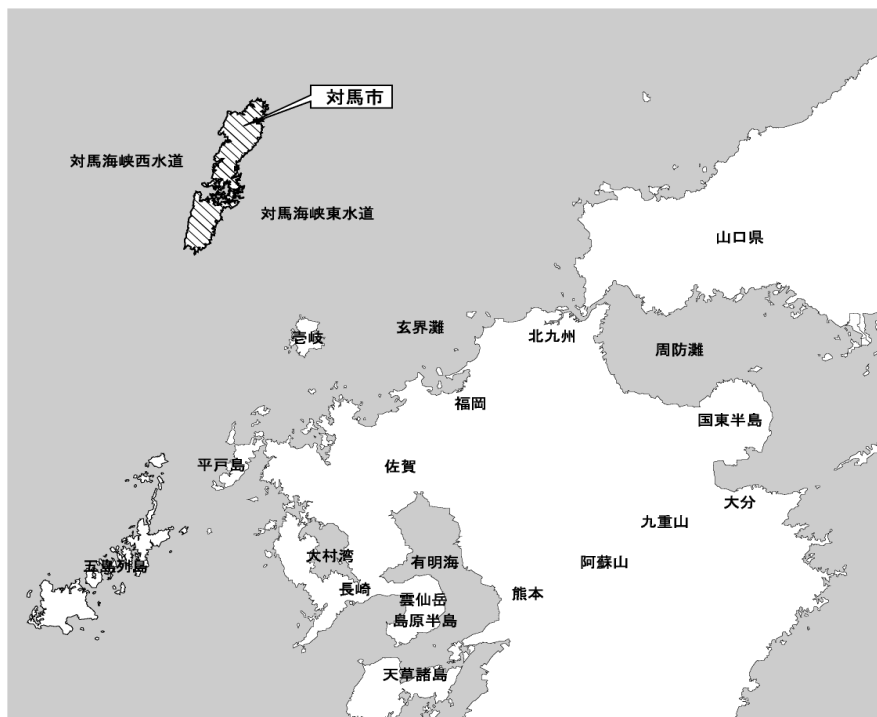 対馬市
対馬海峡西水道
対馬海峡東水道
山口県
玄界灘
壱岐
北九州
周防灘
福岡
国東半島
平戸島
佐賀
大分
九重山
大村湾
有明海
五島列島
阿蘇山
長崎
雲仙岳
熊本
島原半島
天草諸島